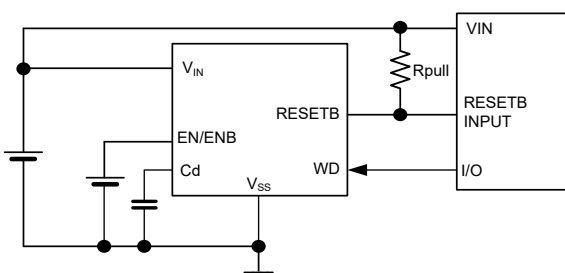 VIN
V_IN
Rpull
RESETB
RESETB
INPUT
EN/ENB
Cd
WD
I/O
V_SS